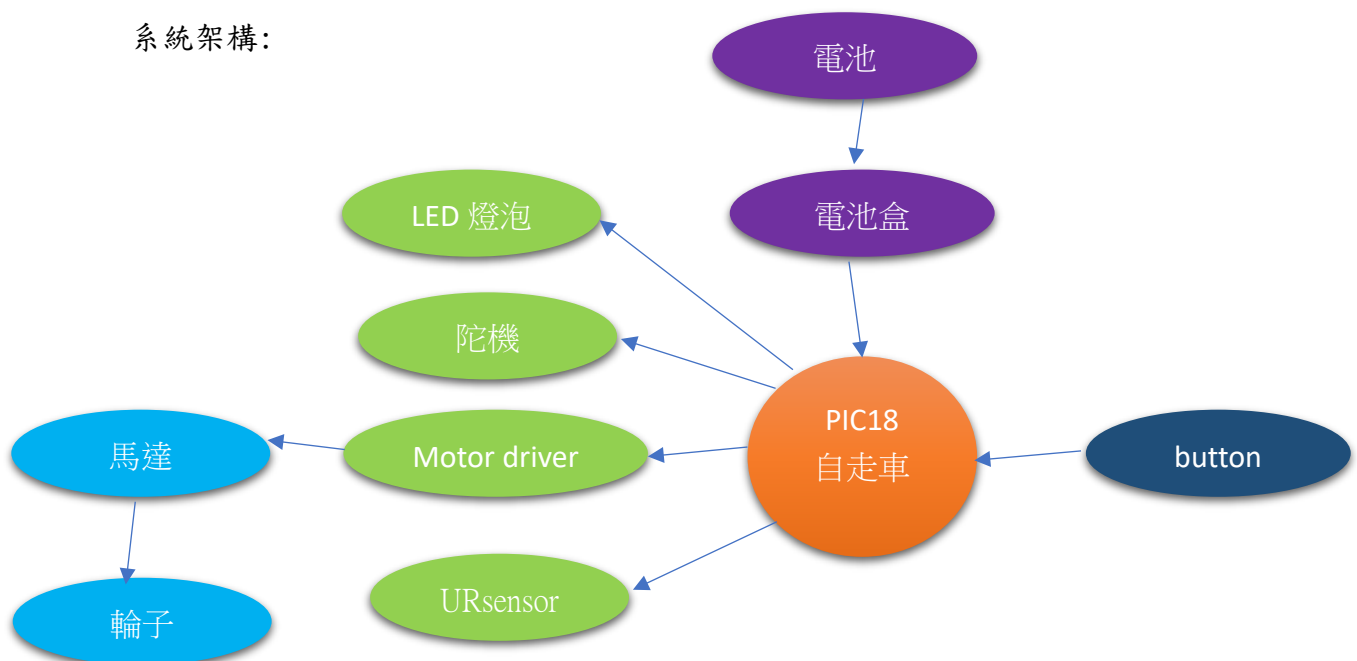 系統架構:
電池
電池盒
LED 燈泡
陀機
Motor driver
馬達
輪子
URsensor
PIC18
自走車
button